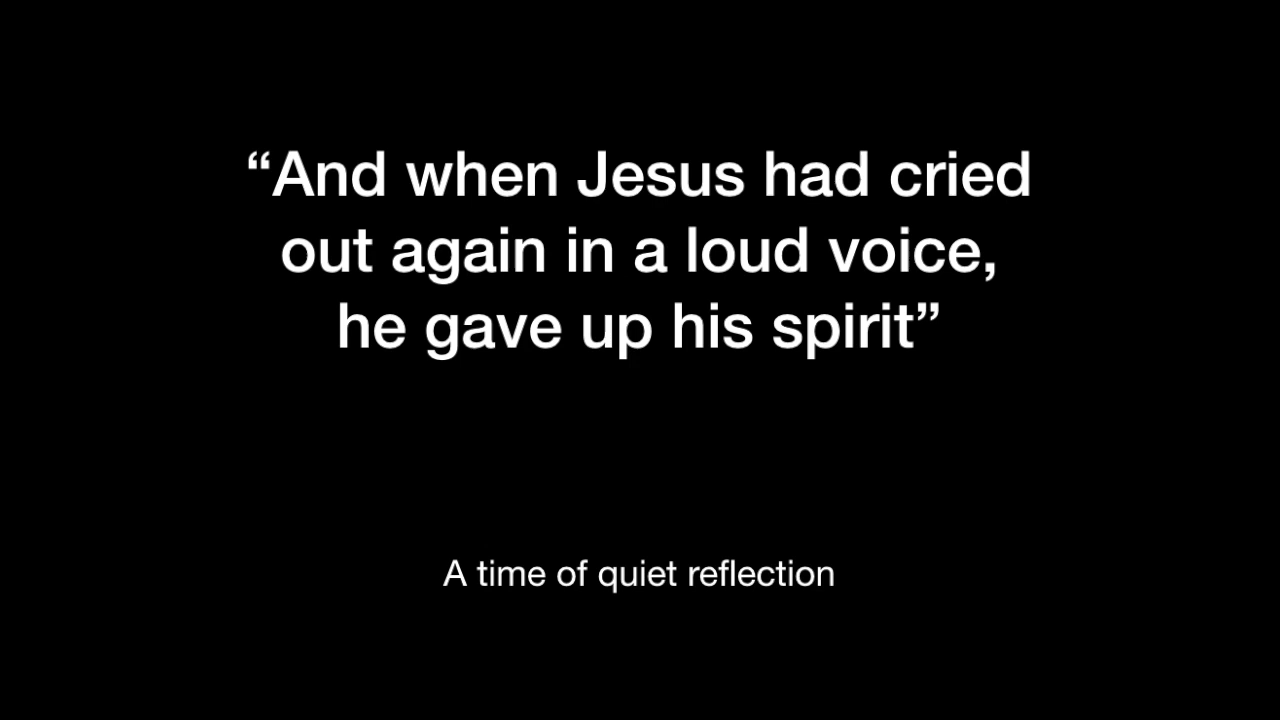 “And when Jesus had cried
out again in a loud voice,
he gave up his spirit”
A time of quiet reflection